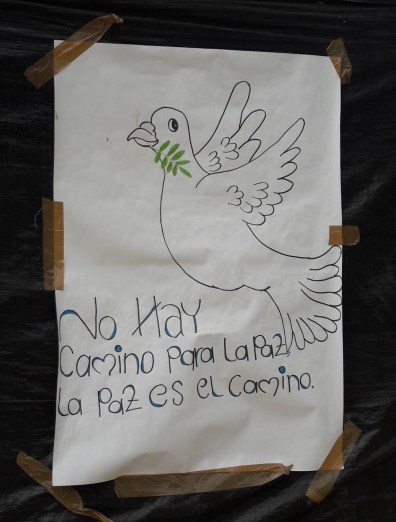 No Hay
Camino para la paz,
la paz es el camino.